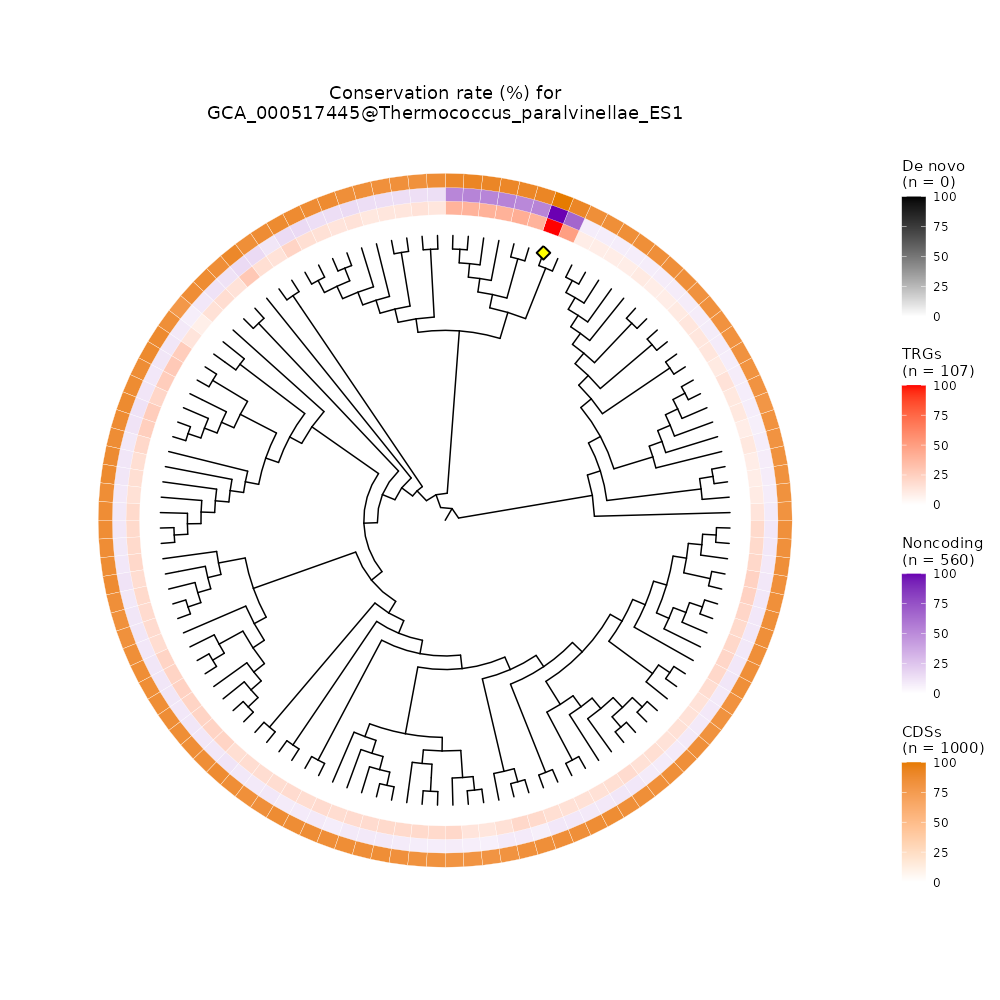 Conservation rate (%) for
GCA_000517445@Thermococcus_paralvinellae_ES1
De novo
(n = 0)
100
75
50
25
0
TRGs
(n = 107)
100
75
50
25
0
Noncoding
(n = 560)
100
75
50
25
0
CDSs
(n = 1000)
100
75
50
25
0